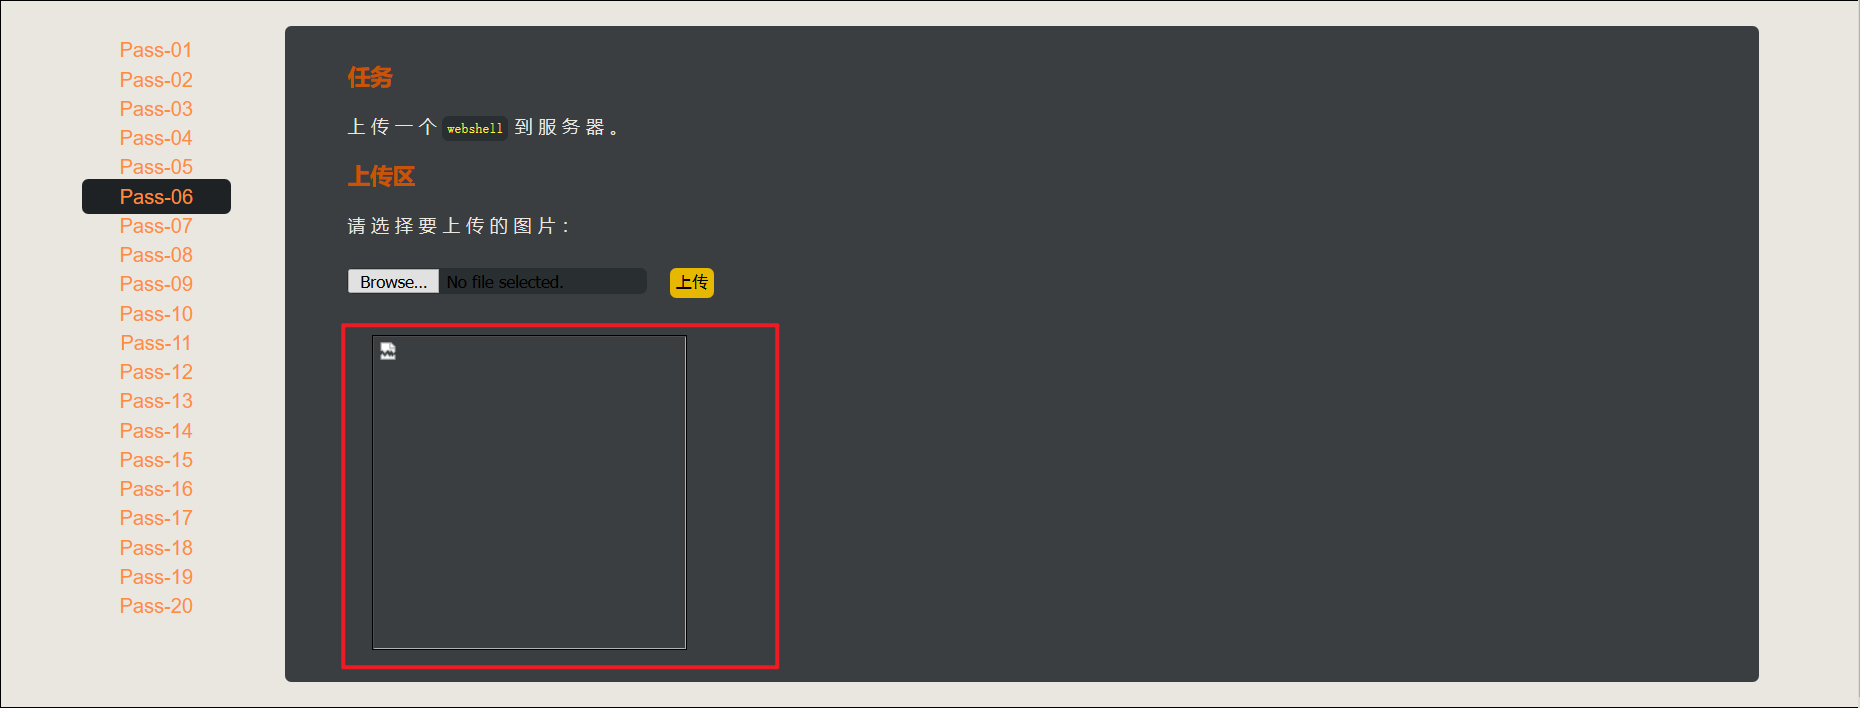 Pass-01
Pass-02
Pass-03
Pass-04
Pass-05
Pass-06
Pass-07
Pass-08
Pass-09
Pass-10
Pass-11
Pass-12
Pass-13
Pass-14
Pass-15
Pass-16
Pass-17
Pass-18
Pass-19
Pass-20
任务
上传一个 webshell 到服务器。
上传区
请选择要上传的图片：
Browse... No file selected. 上传